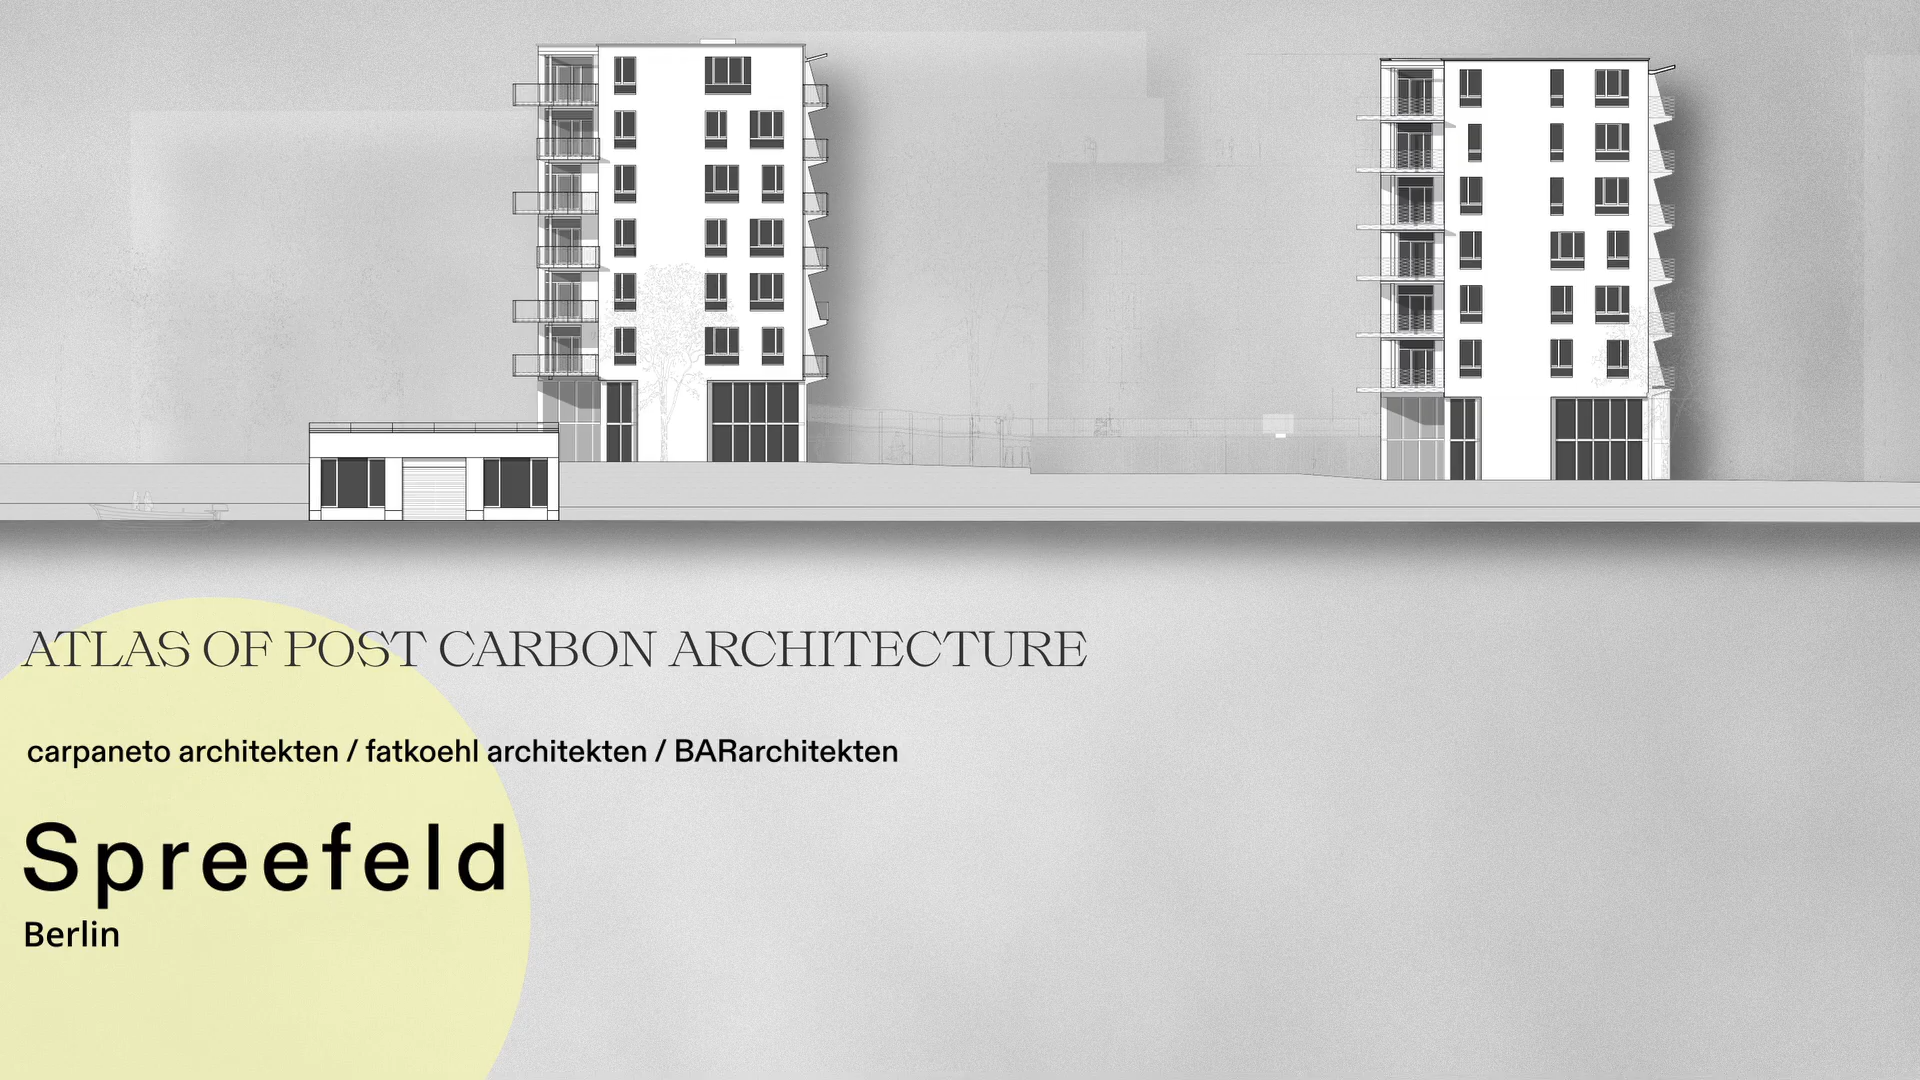 ATLAS OF POST CARBON ARCHITECTURE
carpaneto architekten / fatkoehl architekten / BARarchitekten
Spreefeld
Berlin